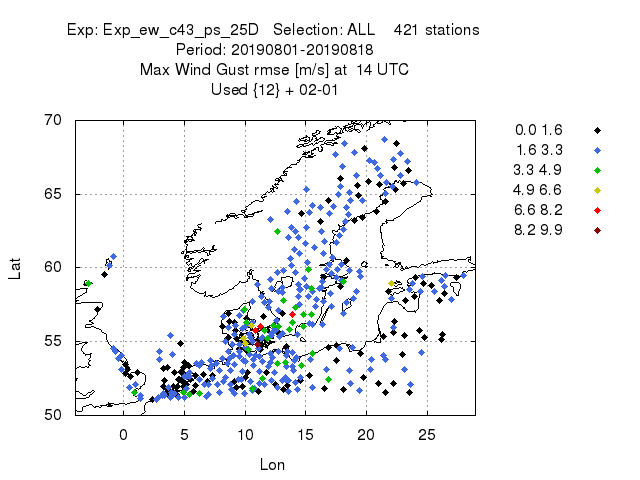 Exp: Exp_ew_c43_ps_25D   Selection: ALL    421 stations
Period: 20190801-20190818
Max Wind Gust rmse [m/s] at  14 UTC
Used {12} + 02-01
0.0 1.6
1.6 3.3
3.3 4.9
4.9 6.6
6.6 8.2
8.2 9.9
70
65
60
55
50
Lat
0 5 10 15 20 25
Lon